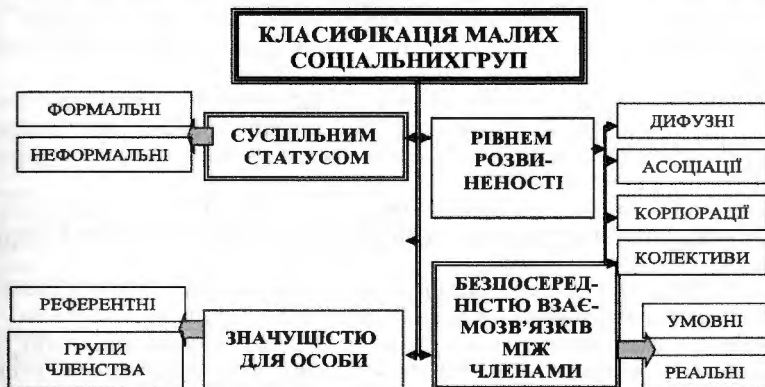 КЛАСИФІКАЦІЯ МАЛИХ
СОЦІАЛЬНИХГРУП
ФОРМАЛЬНІ
НЕФОРМАЛЬНІ
СУСПІЛЬНИМ
СТАТУСОМ
РІВНЕМ
РОЗВИ-
НЕНОСТІ
ДИФУЗНІ
АСОЦІАЦІЇ
КОРПОРАЦІЇ
КОЛЕКТИВИ
РЕФЕРЕНТНІ
ГРУПИ
ЧЛЕНСТВА
ЗНАЧУЩІСТЮ
ДЛЯ ОСОБИ
БЕЗПОСЕРЕД-
НІСТЮ ВЗАЄ-
МОЗВ’ЯЗКІВ
МІЖ
ЧЛЕНАМИ
УМОВНІ
РЕАЛЬНІ